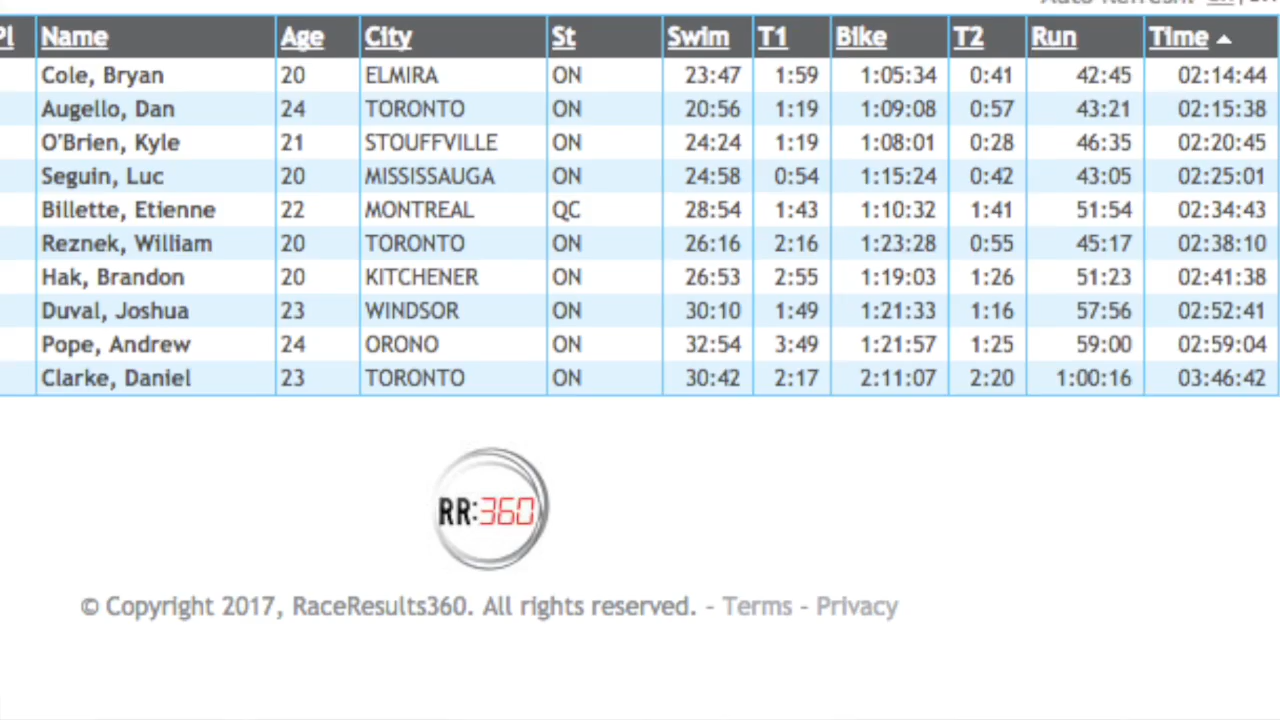 Pl Name Age City St Swim T1 Bike T2 Run Time
Cole, Bryan 20 ELMIRA ON 23:47 1:59 1:05:34 0:41 42:45 02:14:44
Augello, Dan 24 TORONTO ON 20:56 1:19 1:09:08 0:57 43:21 02:15:38
O'Brien, Kyle 21 STOUFFVILLE ON 24:24 1:19 1:08:01 0:28 46:35 02:20:45
Seguin, Luc 20 MISSISSAUGA ON 24:58 0:54 1:15:24 0:42 43:05 02:25:01
Billette, Etienne 22 MONTREAL QC 28:54 1:43 1:10:32 1:41 51:54 02:34:43
Reznek, William 20 TORONTO ON 26:16 2:16 1:23:28 0:55 45:17 02:38:10
Hak, Brandon 20 KITCHENER ON 26:53 2:55 1:19:03 1:26 51:23 02:41:38
Duval, Joshua 23 WINDSOR ON 30:10 1:49 1:21:33 1:16 57:56 02:52:41
Pope, Andrew 24 ORONO ON 32:54 3:49 1:21:57 1:25 59:00 02:59:04
Clarke, Daniel 23 TORONTO ON 30:42 2:17 2:11:07 2:20 1:00:16 03:46:42
RR:360
© Copyright 2017, RaceResults360. All rights reserved. - Terms - Privacy